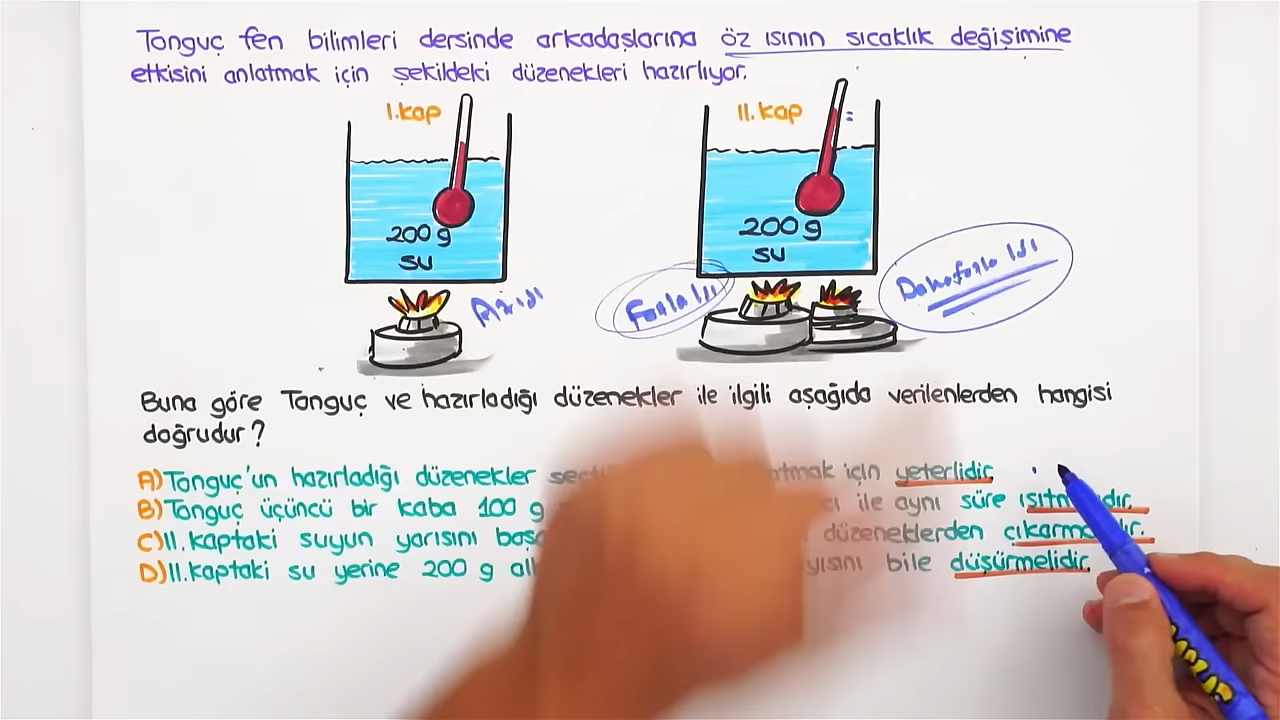 Tonguç fen bilimleri dersinde arkadaşlarına öz ısının sıcaklık değişimine
etkisini anlatmak için şekildeki düzenekleri hazırlıyor.
I.kap
II.kap
200 g
su
200 g
su
Az ısı
Fazla ısı
Daha fazla ısı
Buna göre Tonguç ve hazırladığı düzenekler ile ilgili aşağıda verilenlerden hangisi
doğrudur?
A) Tonguç'un hazırladığı düzenekler için yeterlidir.
B) Tonguç üçüncü bir kaba 100 g ile aynı süre
C) II. kaptaki suyun yarısını düzeneklerden
D) II. kaptaki su yerine 200 g bile düşürmelidir.